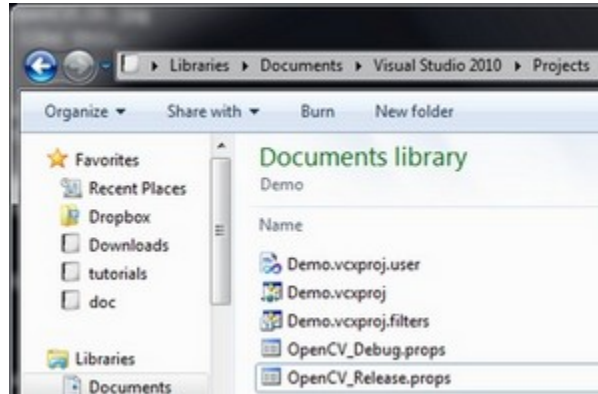 Libraries Documents Visual Studio 2010 Projects
Organize Share with Burn New folder
Favorites
Recent Places
Dropbox
Downloads
tutorials
doc
Libraries
Documents
Documents library
Demo
Name
Demo.vcxproj.user
Demo.vcxproj
Demo.vcxproj.filters
OpenCV_Debug.props
OpenCV_Release.props